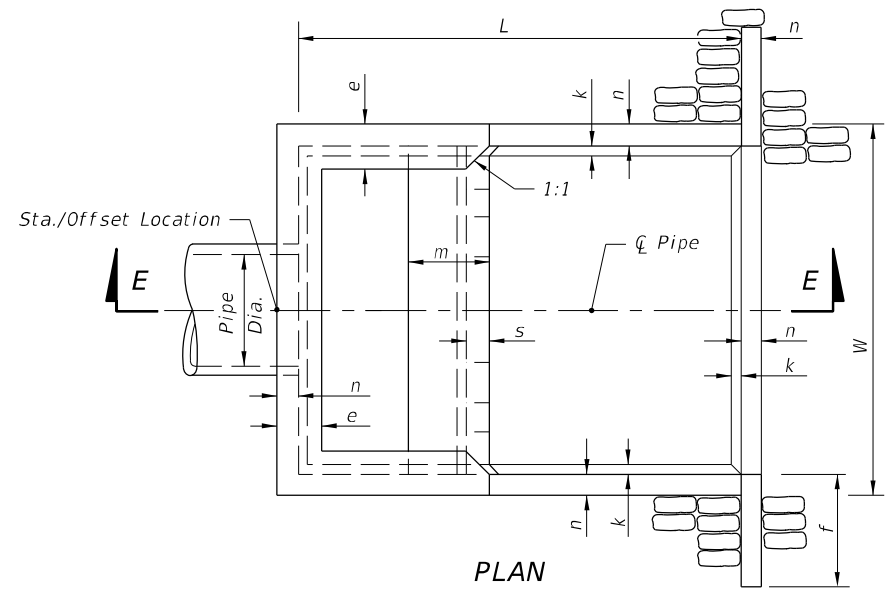 L
n
e
k
n
1:1
Sta./Offset Location
℄ Pipe
E
m
E
Pipe
Dia.
s
n
W
n
k
e
n
k
f
PLAN